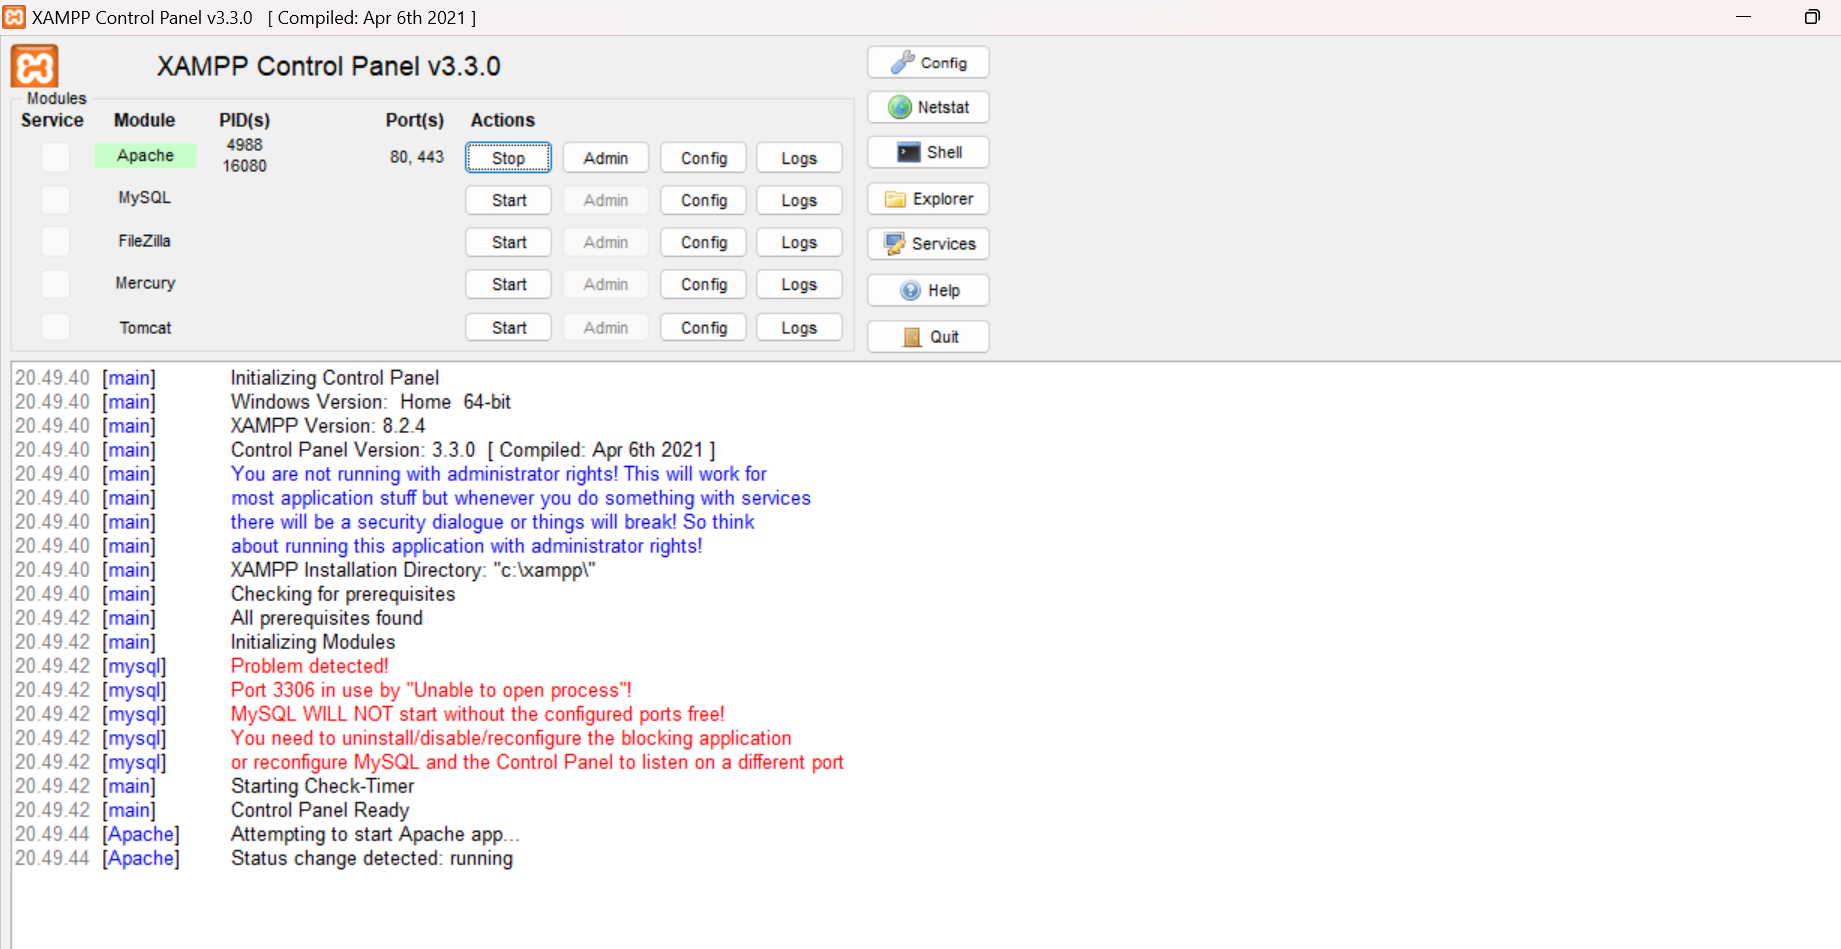 XAMPP Control Panel v3.3.0 [ Compiled: Apr 6th 2021 ]
XAMPP Control Panel v3.3.0
Config
Modules
Service Module PID(s) Port(s) Actions
Netstat
Apache 4988 16080 80, 443 Stop Admin Config Logs
Shell
MySQL Start Admin Config Logs
Explorer
FileZilla Start Admin Config Logs
Services
Mercury Start Admin Config Logs
Help
Tomcat Start Admin Config Logs
Quit
20.49.40 [main] Initializing Control Panel
20.49.40 [main] Windows Version: Home 64-bit
20.49.40 [main] XAMPP Version: 8.2.4
20.49.40 [main] Control Panel Version: 3.3.0 [ Compiled: Apr 6th 2021 ]
20.49.40 [main] You are not running with administrator rights! This will work for
20.49.40 [main] most application stuff but whenever you do something with services
20.49.40 [main] there will be a security dialogue or things will break! So think
20.49.40 [main] about running this application with administrator rights!
20.49.40 [main] XAMPP Installation Directory: "c:\xampp\"
20.49.40 [main] Checking for prerequisites
20.49.42 [main] All prerequisites found
20.49.42 [main] Initializing Modules
20.49.42 [mysql] Problem detected!
20.49.42 [mysql] Port 3306 in use by "Unable to open process"!
20.49.42 [mysql] MySQL WILL NOT start without the configured ports free!
20.49.42 [mysql] You need to uninstall/disable/reconfigure the blocking application
20.49.42 [mysql] or reconfigure MySQL and the Control Panel to listen on a different port
20.49.42 [main] Starting Check-Timer
20.49.42 [main] Control Panel Ready
20.49.44 [Apache] Attempting to start Apache app...
20.49.44 [Apache] Status change detected: running